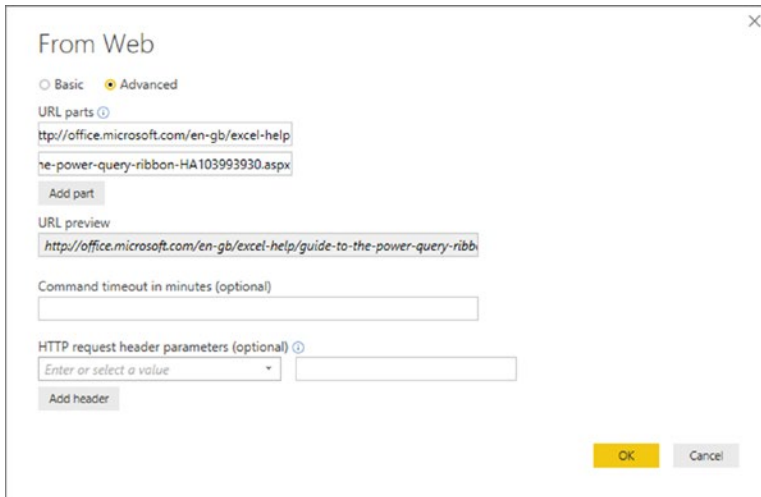 From Web
Basic Advanced
URL parts
ttp://office.microsoft.com/en-gb/excel-help
ne-power-query-ribbon-HA103993930.aspx
Add part
URL preview
http://office.microsoft.com/en-gb/excel-help/guide-to-the-power-query-ribb
Command timeout in minutes (optional)
HTTP request header parameters (optional)
Enter or select a value
Add header
OK Cancel